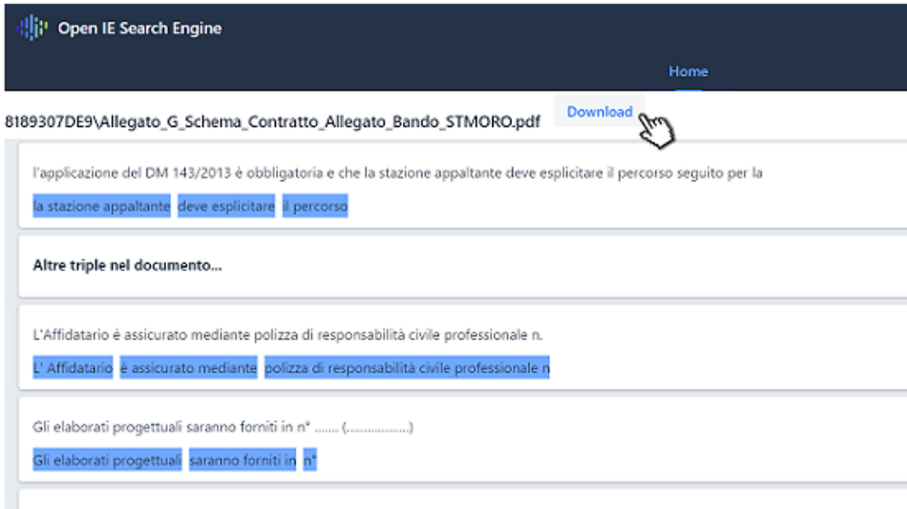 Open IE Search Engine
Home
8189307DE9\Allegato_G_Schema_Contratto_Allegato_Bando_STMORO.pdf Download
l'applicazione del DM 143/2013 è obbligatoria e che la stazione appaltante deve esplicitare il percorso seguito per la
la stazione appaltante deve esplicitare il percorso
Altre triple nel documento...
L'Affidatario è assicurato mediante polizza di responsabilità civile professionale n.
L' Affidatario è assicurato mediante polizza di responsabilità civile professionale n
Gli elaborati progettuali saranno forniti in n° ....... (..................)
Gli elaborati progettuali saranno forniti in n°